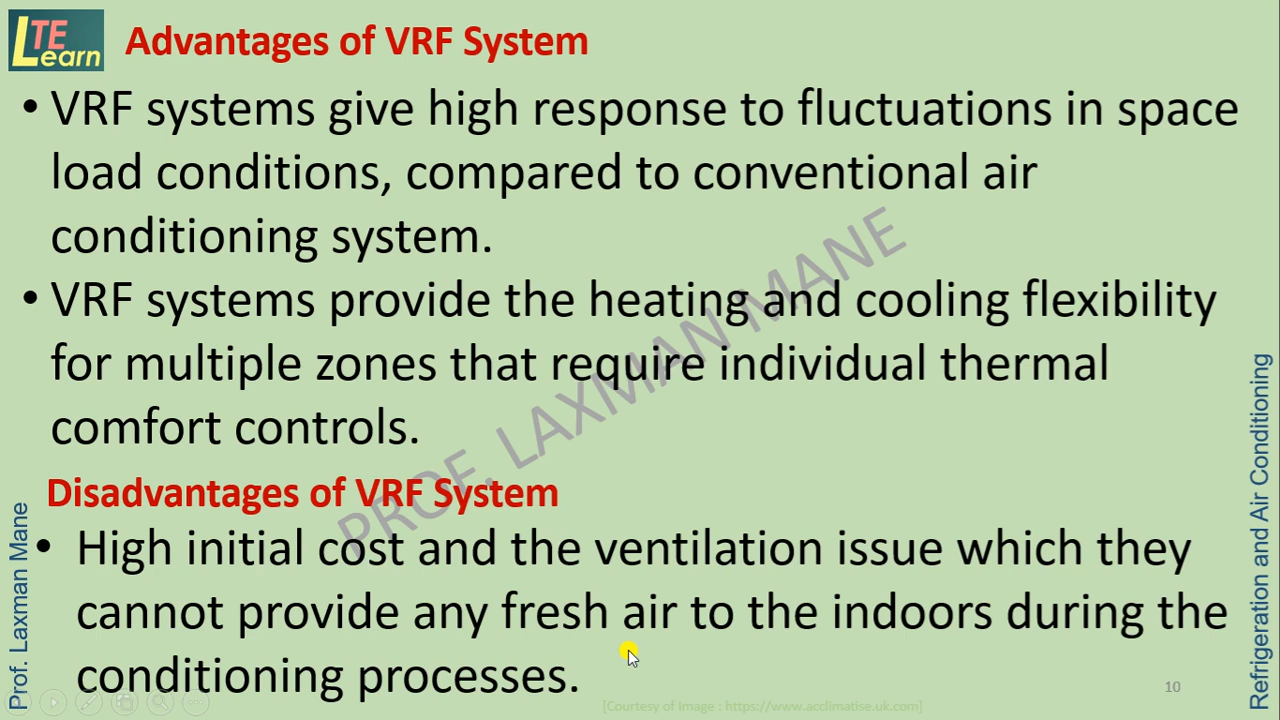 LTE Learn
Advantages of VRF System
• VRF systems give high response to fluctuations in space
load conditions, compared to conventional air
conditioning system.
• VRF systems provide the heating and cooling flexibility
for multiple zones that require individual thermal
comfort controls.
Disadvantages of VRF System
• High initial cost and the ventilation issue which they
cannot provide any fresh air to the indoors during the
conditioning processes.
PROF. LAXMAN MANE
Prof. Laxman Mane
Refrigeration and Air Conditioning
10
[Courtesy of Image : https://www.acclimatise.uk.com]